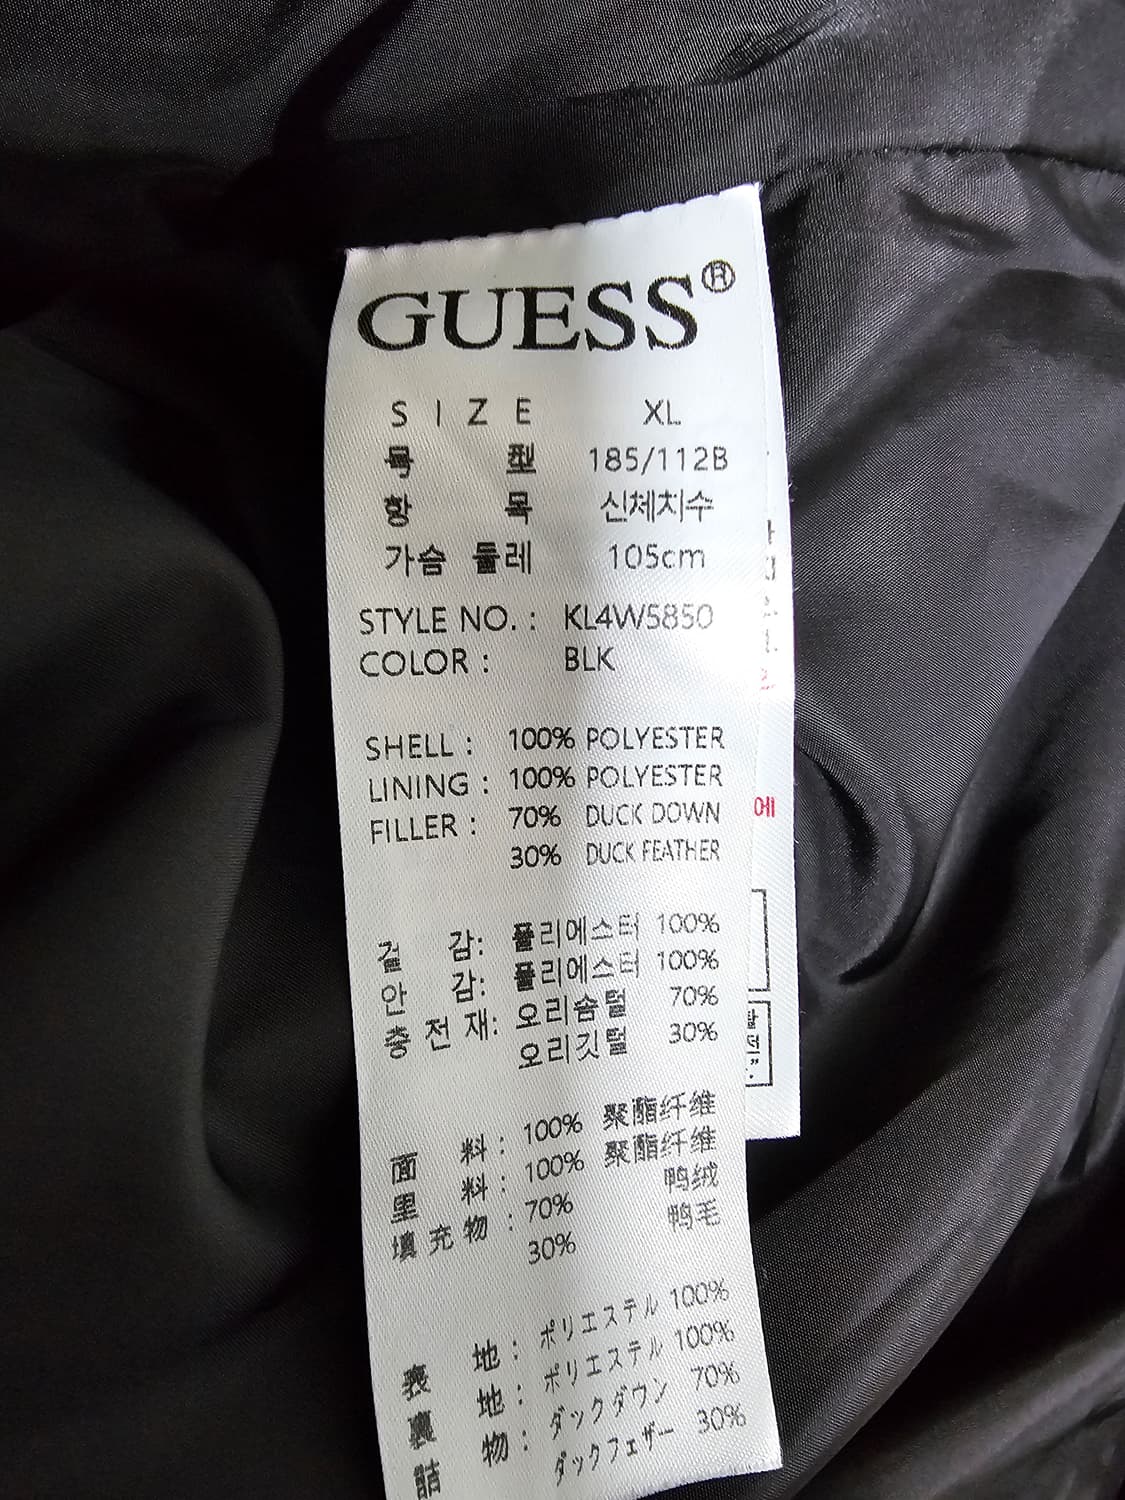 GUESS®
SIZE XL
号型 185/112B
항목 신체치수
가슴둘레 105cm
STYLE NO. : KL4W5850
COLOR : BLK
SHELL : 100% POLYESTER
LINING : 100% POLYESTER
FILLER : 70% DUCK DOWN
30% DUCK FEATHER
겉감: 폴리에스터 100%
안감: 폴리에스터 100%
충전재: 오리솜털 70%
오리깃털 30%
面料: 100% 聚酯纤维
里料: 100% 聚酯纤维
填充物: 70% 鸭绒
30% 鸭毛
表地: ポリエステル 100%
裏地: ポリエステル 100%
詰物: ダックダウン 70%
ダックフェザー 30%
에